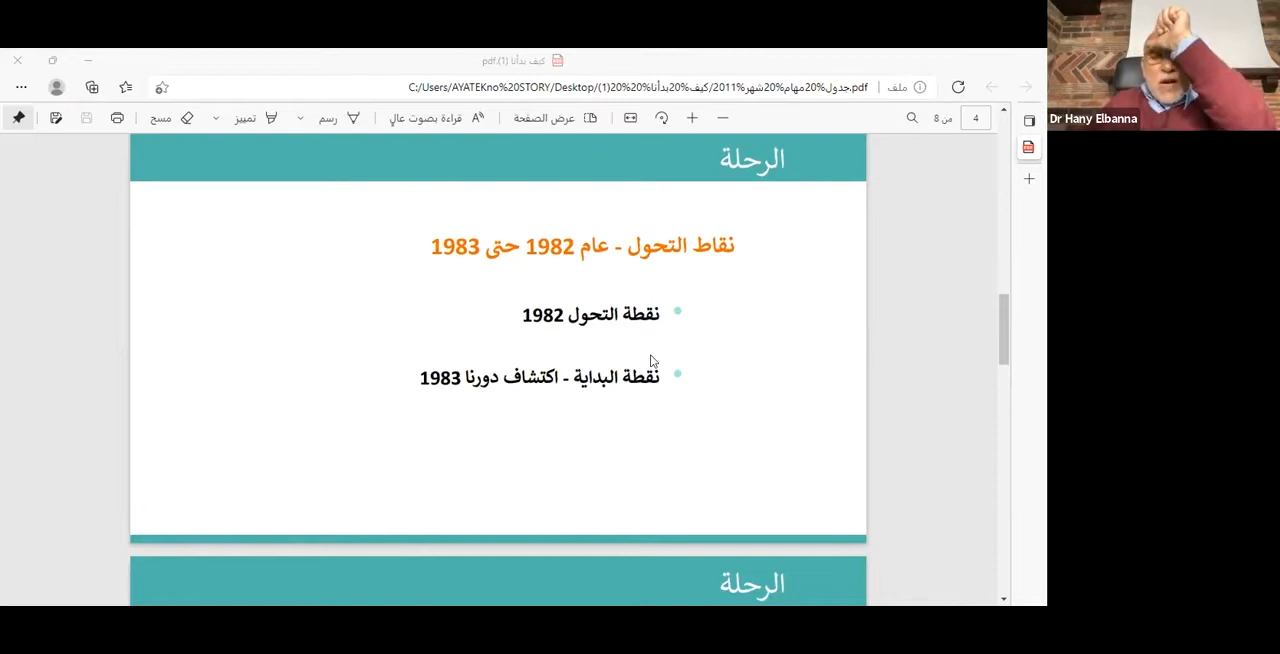 كيف بدأنا (1).pdf
ملف
C:/Users/AYATEKno%20STORY/Desktop/(1)%20%20كيف%20بدأنا/2011%20جدول%20مهام%20شهر.pdf
4
من 8
عرض الصفحة
قراءة بصوت عالٍ
رسم
تمييز
مسح
Dr Hany Elbanna
الرحلة
نقاط التحول - عام 1982 حتى 1983
نقطة التحول 1982
نقطة البداية - اكتشاف دورنا 1983
الرحلة